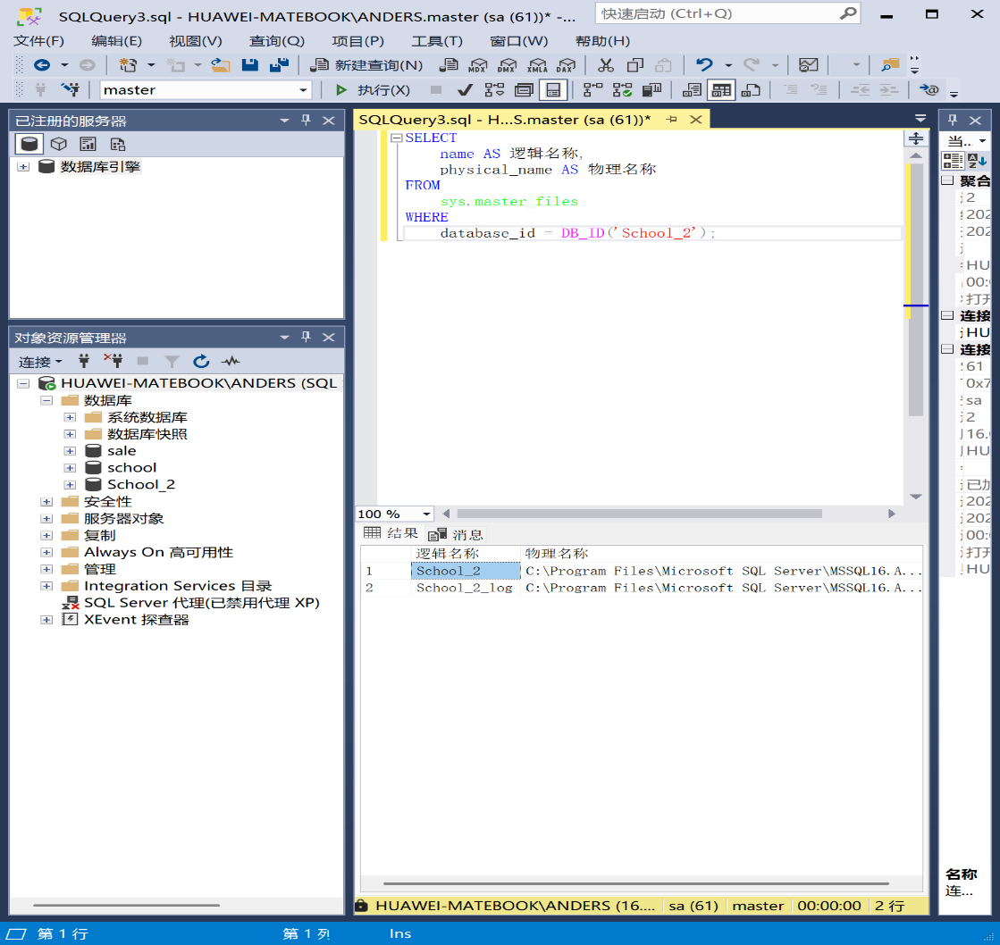 SQLQuery3.sql - HUAWEI-MATEBOOK\ANDERS.master (sa (61))* -...
快速启动 (Ctrl+Q)
文件(F) 编辑(E) 视图(V) 查询(Q) 项目(P) 工具(T) 窗口(W) 帮助(H)
新建查询(N) MDX DMX XMLA DAX
master 执行(X)
已注册的服务器
数据库引擎
对象资源管理器
连接
HUAWEI-MATEBOOK\ANDERS (SQL
数据库
系统数据库
数据库快照
sale
school
School_2
安全性
服务器对象
复制
Always On 高可用性
管理
Integration Services 目录
SQL Server 代理(已禁用代理 XP)
XEvent 探查器
SQLQuery3.sql - H...S.master (sa (61))*
SELECT
name AS 逻辑名称,
physical_name AS 物理名称
FROM
sys.master_files
WHERE
database_id = DB_ID('School_2');
100 %
结果 消息
逻辑名称 物理名称
1 School_2 C:\Program Files\Microsoft SQL Server\MSSQL16.A...
2 School_2_log C:\Program Files\Microsoft SQL Server\MSSQL16.A...
HUAWEI-MATEBOOK\ANDERS (16.... sa (61) master 00:00:00 2 行
当...
聚合
2
202
202
HU
00:
打开
连接
HU
连接
61
0x7
sa
2
16.
HU
已加
202
202
00:
打开
HU
名称
连...
第 1 行 第 1 列 Ins